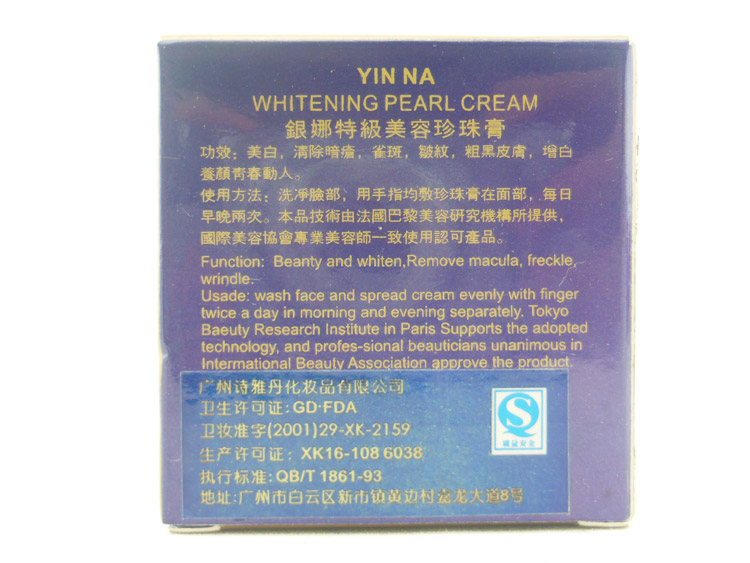 YIN NA
WHITENING PEARL CREAM
銀娜特級美容珍珠膏
功效：美白，清除暗瘡，雀斑，皺紋，粗黑皮膚，增白
養顏青春動人。
使用方法：洗淨臉部，用手指均敷珍珠膏在面部，每日
早晚兩次。本品技術由法國巴黎美容研究機構所提供，
國際美容協會專業美容師一致使用認可產品。
Function: Beanty and whiten,Remove macula, freckle,
wrindle.
Usade: wash face and spread cream evenly with finger
twice a day in morning and evening separately. Tokyo
Baeuty Research Institute in Paris Supports the adopted
technology, and profes-sional beauticians unanimous in
International Beauty Association approve the product.
广州诗雅丹化妆品有限公司
卫生许可证：GD·FDA
卫妆准字(2001)29-XK-2159
生产许可证：XK16-108 6038
执行标准：QB/T 1861-93
地址：广州市白云区新市镇黄边村嘉龙大道8号
S